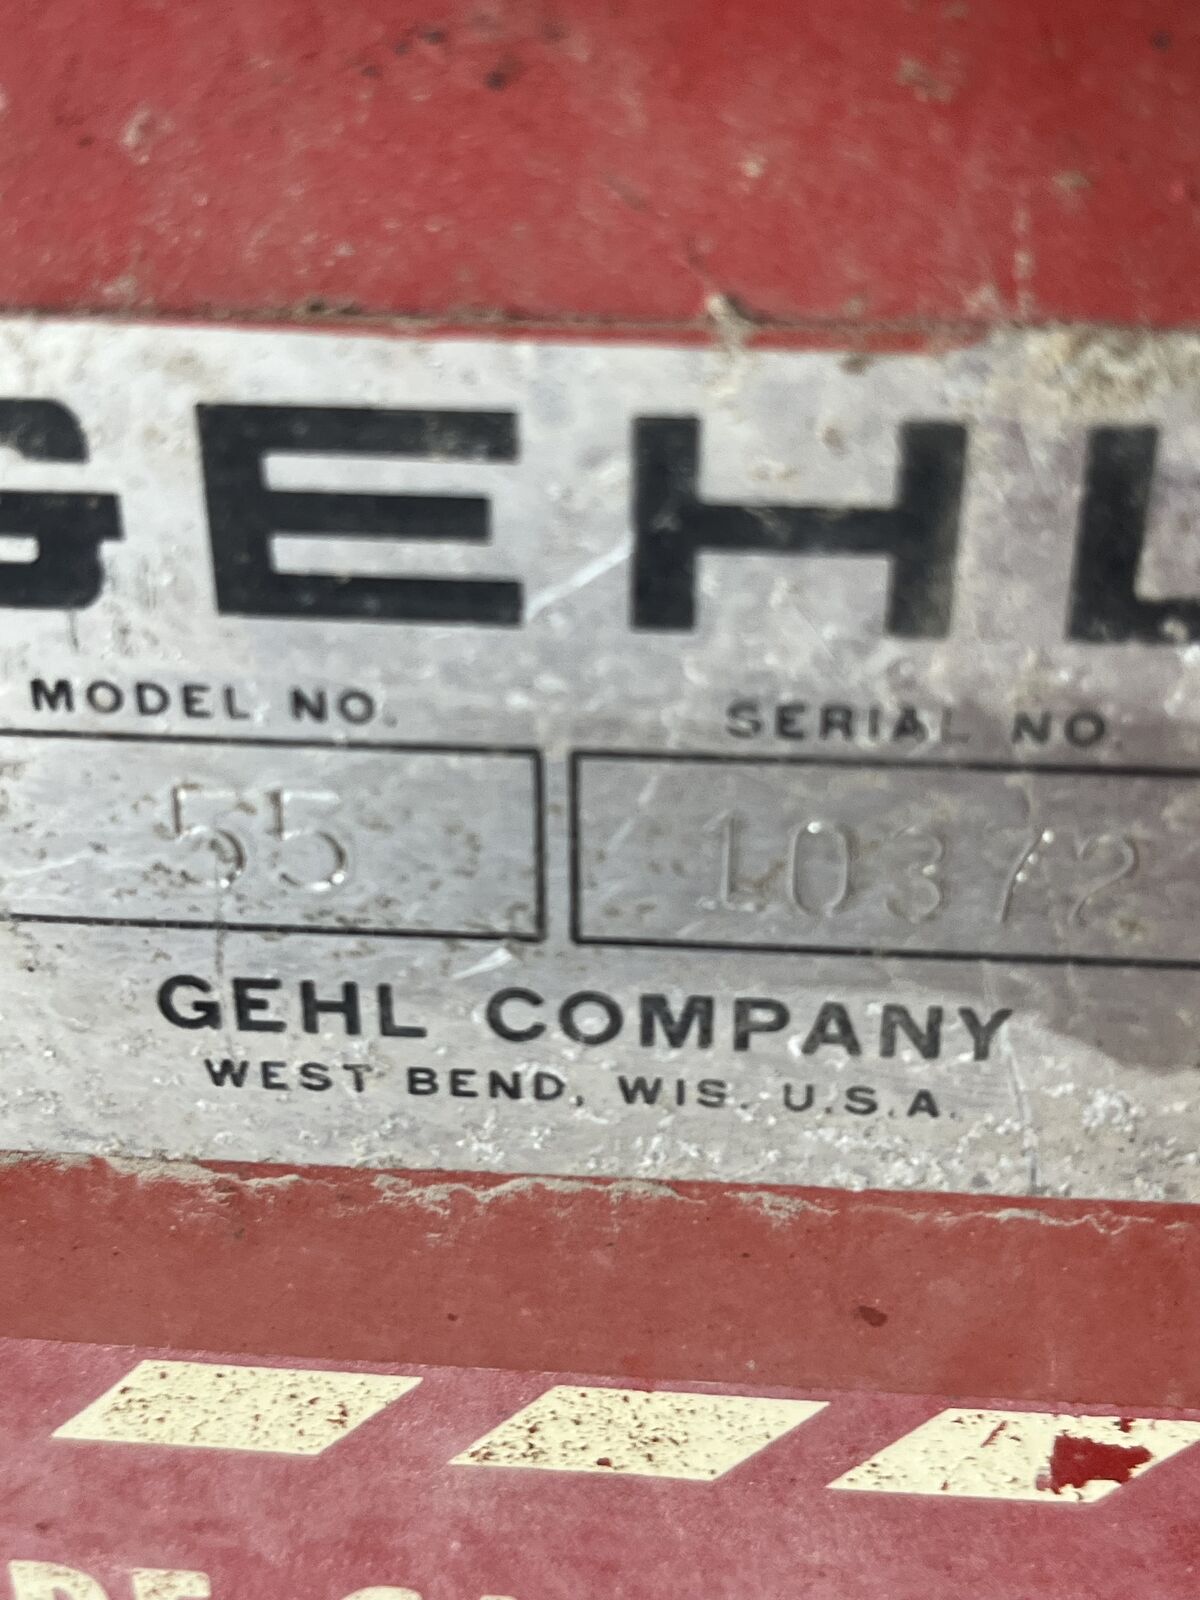 GEHL
MODEL NO. SERIAL NO.
55 10372
GEHL COMPANY
WEST BEND, WIS. U.S.A.